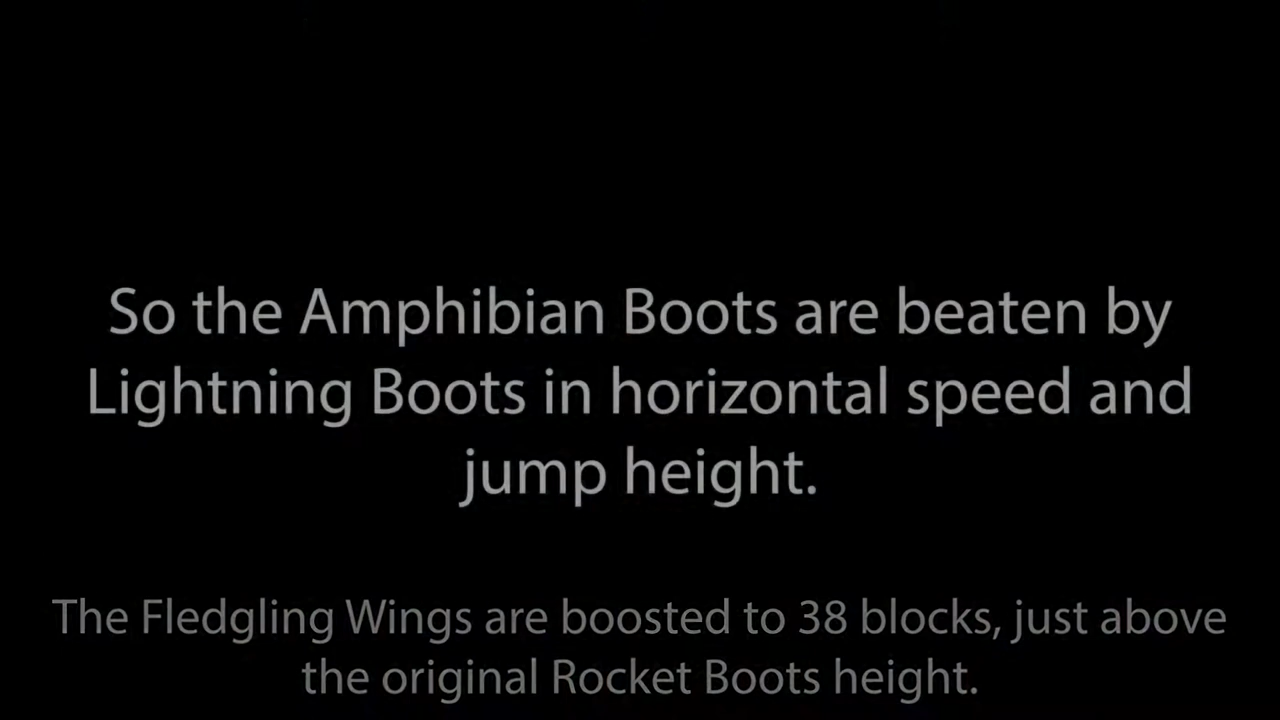 So the Amphibian Boots are beaten by
Lightning Boots in horizontal speed and
jump height.
The Fledgling Wings are boosted to 38 blocks, just above
the original Rocket Boots height.